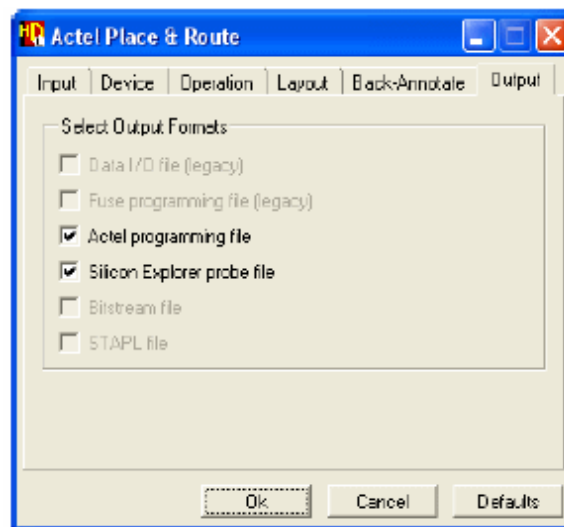 Actel Place & Route
Input Device Operation Layout Back-Annotate Output
Select Output Formats
Data I/O file (legacy)
Fuse programming file (legacy)
Actel programming file
Silicon Explorer probe file
Bitstream file
STAPL file
Ok Cancel Defaults